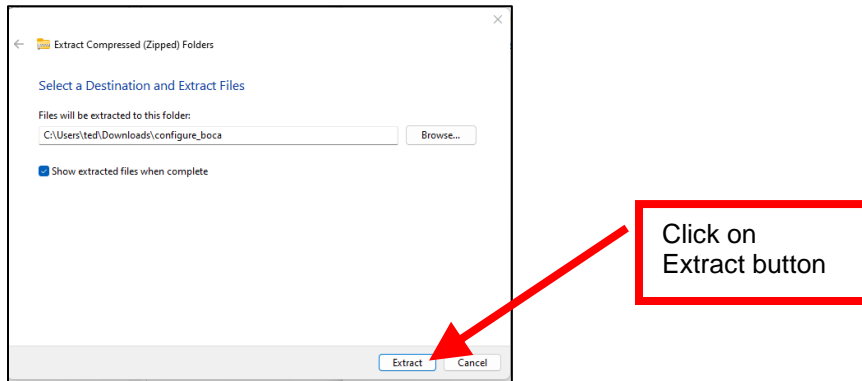 Extract Compressed (Zipped) Folders
Select a Destination and Extract Files
Files will be extracted to this folder:
C:\Users\ted\Downloads\configure_boca
Browse...
Show extracted files when complete
Click on
Extract button
Extract
Cancel